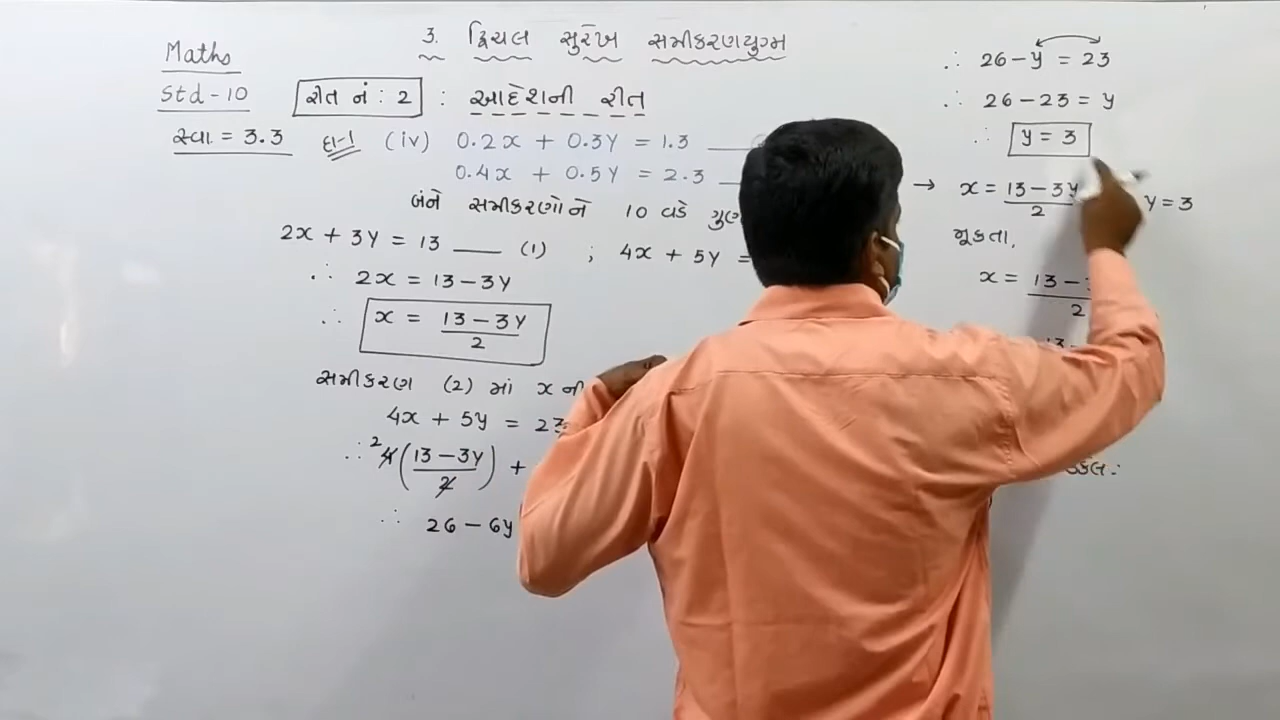 Maths
Std-10
3. દ્વિચલ સુરેખ સમીકરણયુગ્મ
રીત નં : 2 : આદેશની રીત
સ્વા = 3.3 દા-1 (iv) 0.2x + 0.3y = 1.3
0.4x + 0.5y = 2.3
બંને સમીકરણોને 10 વડે
2x + 3y = 13 ___ (1) ; 4x + 5y =
∴ 2x = 13 - 3y
∴ x = (13 - 3y)/2
સમીકરણ (2) માં x ની
4x + 5y = 23
∴ 2 4((13 - 3y)/2) +
∴ 26 - 6y
∴ 26 - y = 23
∴ 26 - 23 = y
∴ y = 3
→ x = (13 - 3y)/2 y = 3
મૂકતા,
x = 13 -
2
13 -